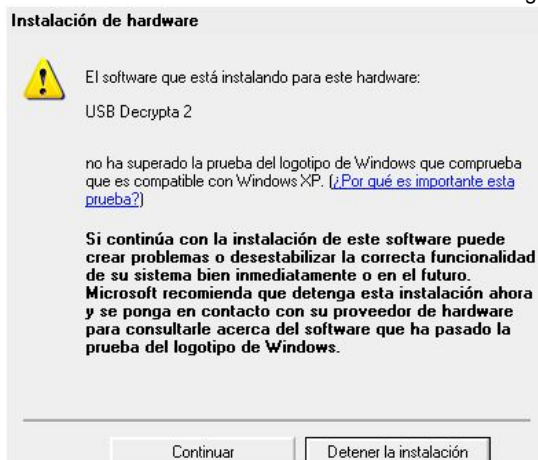 Instalación de hardware
El software que está instalando para este hardware:
USB Decrypta 2
no ha superado la prueba del logotipo de Windows que comprueba
que es compatible con Windows XP. (¿Por qué es importante esta
prueba?)
Si continúa con la instalación de este software puede
crear problemas o desestabilizar la correcta funcionalidad
de su sistema bien inmediatamente o en el futuro.
Microsoft recomienda que detenga esta instalación ahora
y se ponga en contacto con su proveedor de hardware
para consultarle acerca del software que ha pasado la
prueba del logotipo de Windows.
Continuar
Detener la instalación